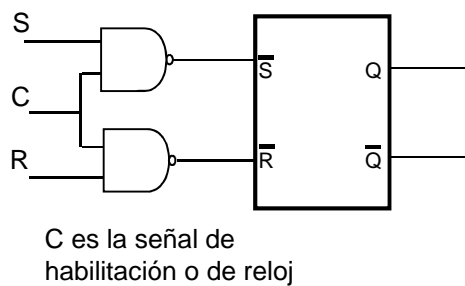 S
C
R
S̅
R̅
Q
Q̅
C es la señal de
habilitación o de reloj